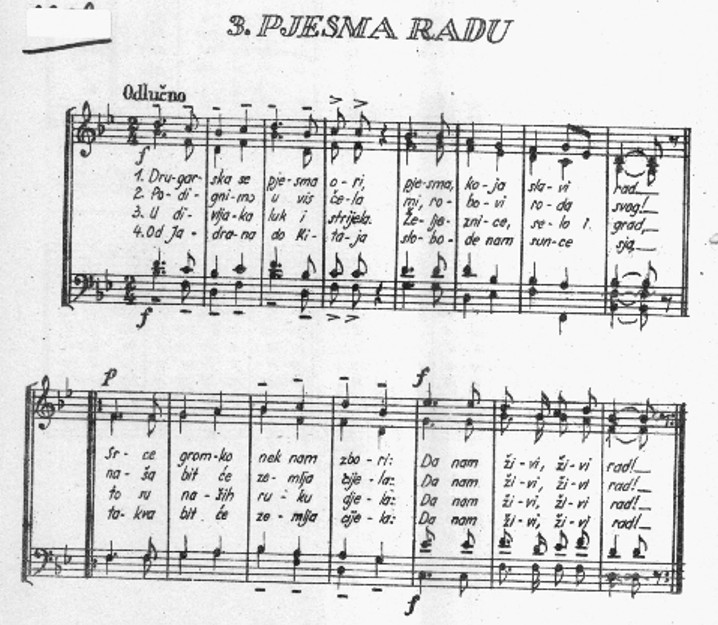 3. PJESMA RADU
Odlučno
f
1. Dru-gar- ska se pje-sma o-ri, pje-sma, ko-ja sla-vi rad.
2. Po-di- gni-mo u vis če-la mi, ro- bo-vi ro-da svog!
3. U di- vlja-ka luk i strijela. Že-lje- zni-ce, se-lo i grad,
4. Od Ja- dra-na do Ki- ta-ja slo-bo- de nam sun-ce sja,
f
p f
Sr- ce grom-ko nek nam zbo-ri: Da nam ži-vi, ži-vi rad!
na- ša bit će ze- mlja cije-la: Da nam ži-vi, ži-vi rad!
to su na-ših ru-ku dje-la: Da nam ži-vi, ži-vi rad!
ta-kva bit će ze-mlja cije-la: Da nam ži-vi, ži-vi rad!
f